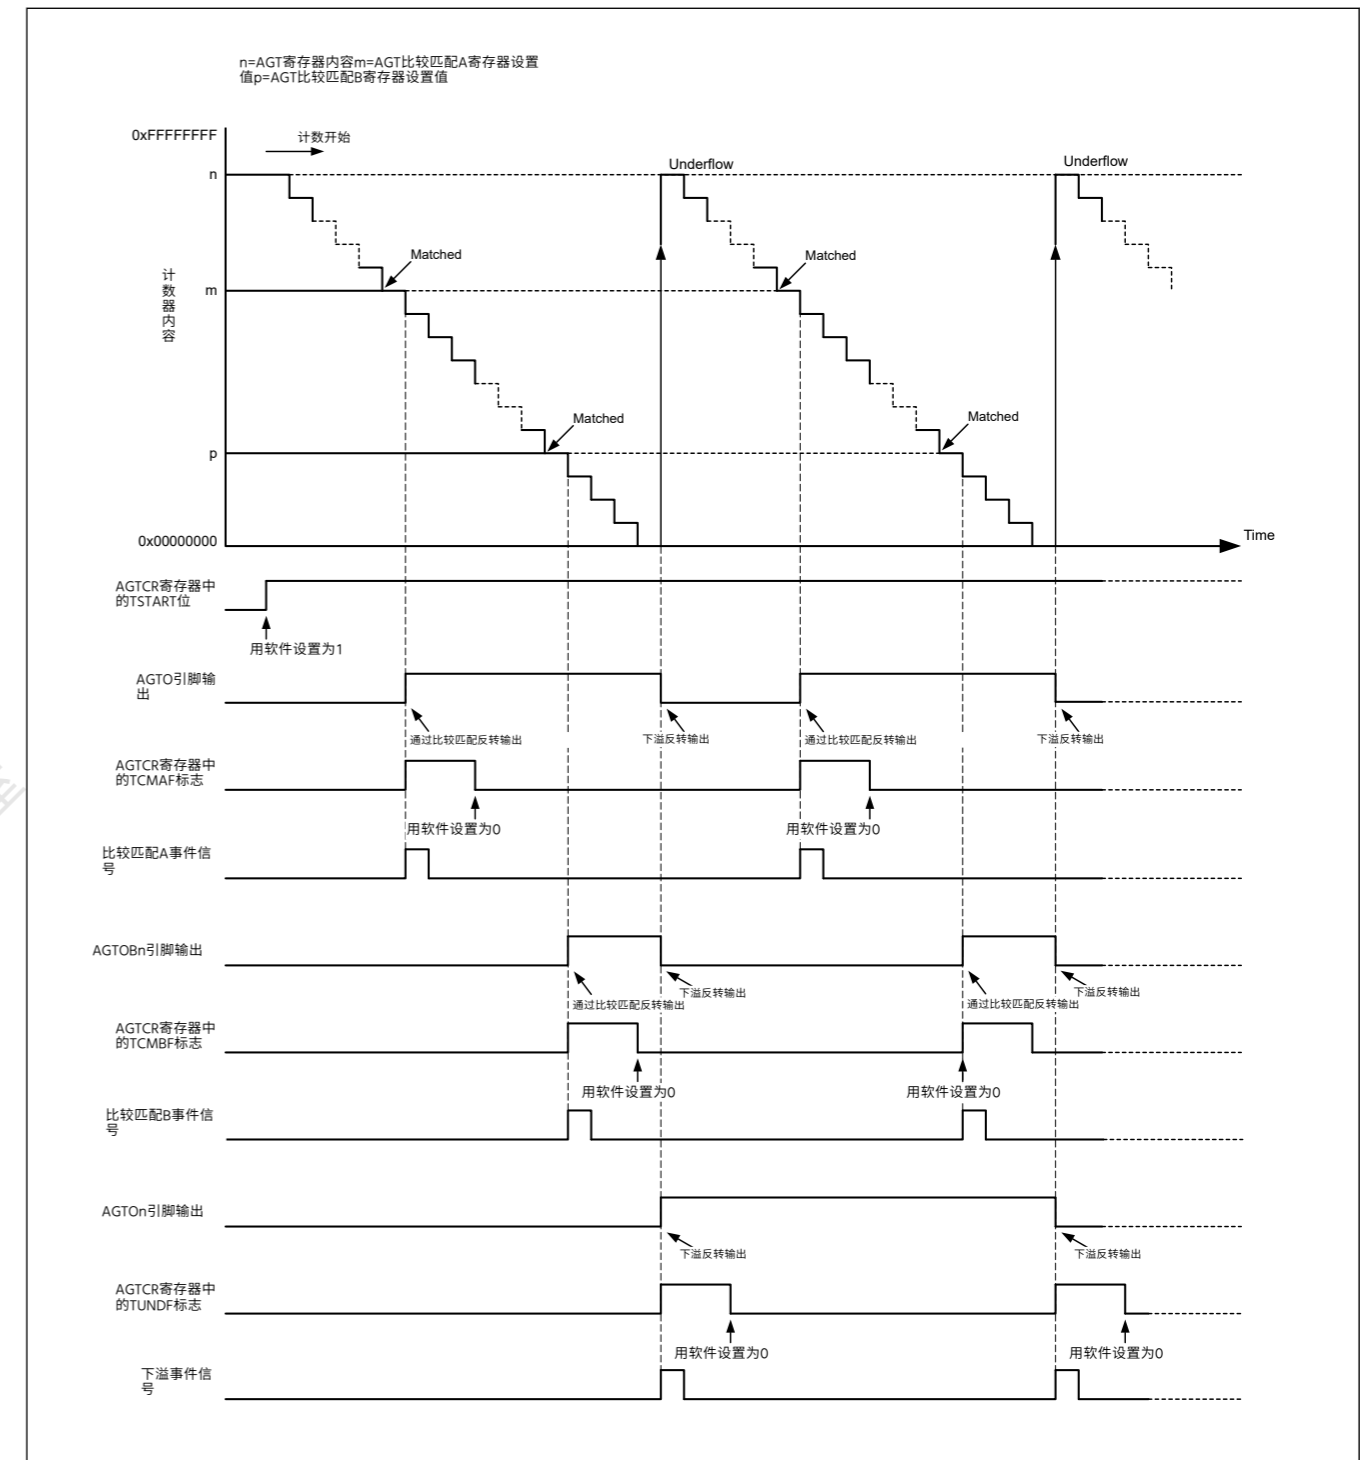 n=AGT寄存器内容m=AGT比较匹配A寄存器设置
值p=AGT比较匹配B寄存器设置值
0xFFFFFFFF
计数开始
Underflow
Underflow
n
Matched
Matched
计数器内容
m
Matched
Matched
p
0x00000000
Time
AGTCR寄存器中
的TSTART位
用软件设置为1
AGTO引脚输
出
通过比较匹配反转输出
下溢反转输出
通过比较匹配反转输出
下溢反转输出
AGTCR寄存器中
的TCMAF标志
用软件设置为0
用软件设置为0
比较匹配A事件信
号
AGTOBn引脚输出
通过比较匹配反转输出
下溢反转输出
通过比较匹配反转输出
下溢反转输出
AGTCR寄存器中
的TCMBF标志
用软件设置为0
用软件设置为0
比较匹配B事件信
号
AGTOn引脚输出
下溢反转输出
下溢反转输出
AGTCR寄存器中
的TUNDF标志
用软件设置为0
用软件设置为0
下溢事件信
号